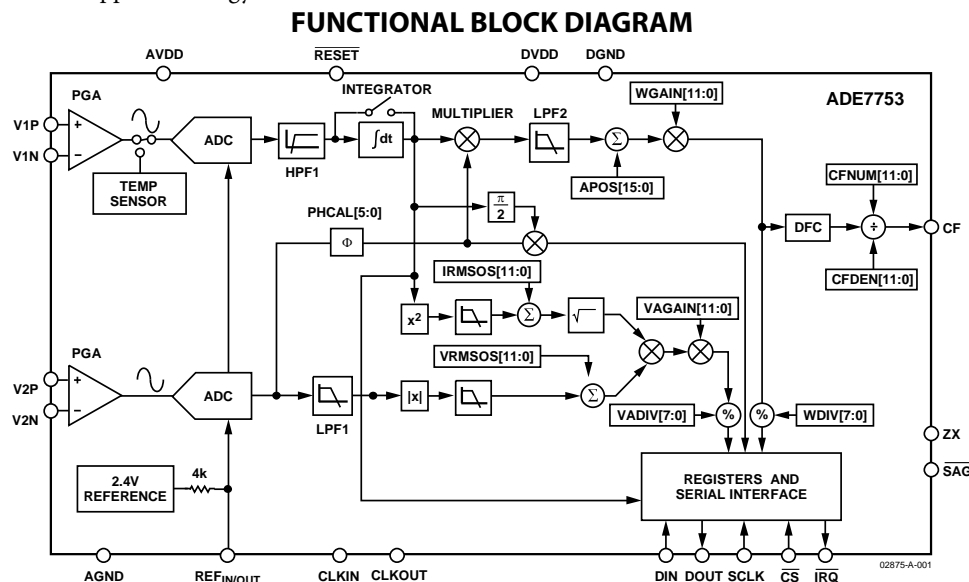 FUNCTIONAL BLOCK DIAGRAM
AVDD
RESET
DVDD
DGND
INTEGRATOR
WGAIN[11:0]
ADE7753
PGA
MULTIPLIER
LPF2
V1P
+
V1N
−
ADC
HPF1
∫dt
Σ
CFNUM[11:0]
TEMP
SENSOR
APOS[15:0]
PHCAL[5:0]
π
2
DFC
÷
CF
Φ
CFDEN[11:0]
IRMSOS[11:0]
x²
Σ
√
VAGAIN[11:0]
PGA
VRMSOS[11:0]
V2P
+
V2N
−
ADC
LPF1
|x|
Σ
VADIV[7:0]
%
%
WDIV[7:0]
ZX
SAG
2.4V
REFERENCE
4k
REGISTERS AND
SERIAL INTERFACE
AGND
REFIN/OUT
CLKIN
CLKOUT
DIN
DOUT
SCLK
CS
IRQ
02875-A-001